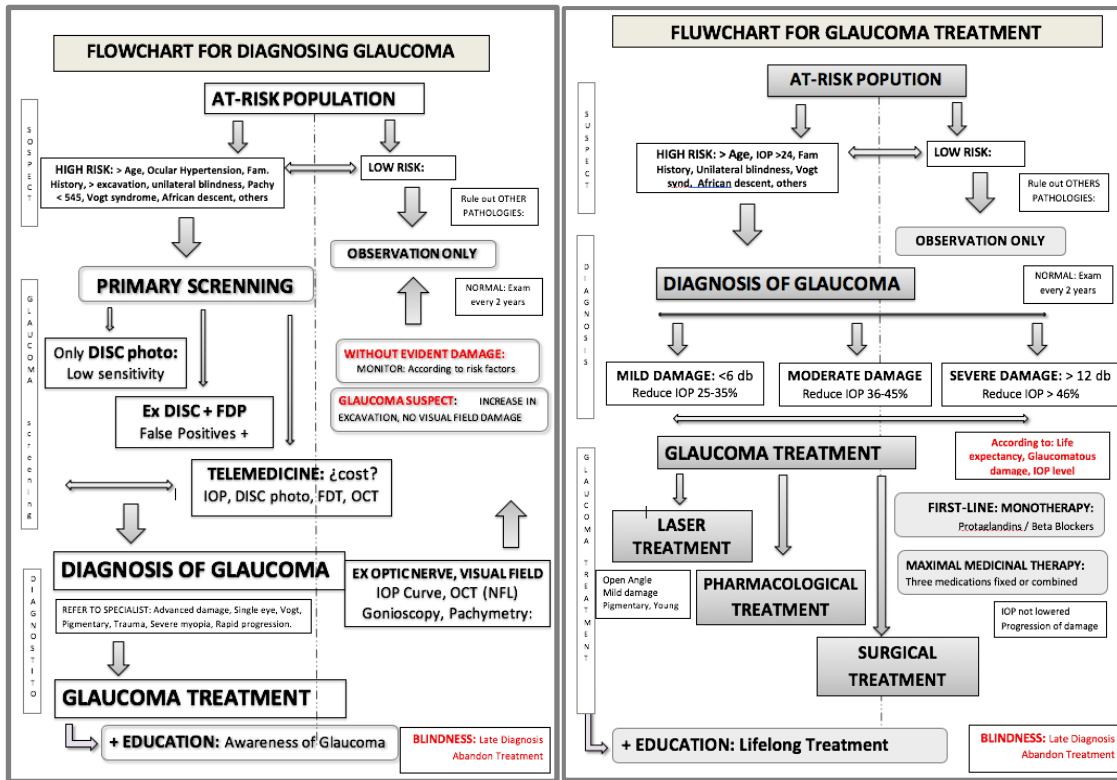 FLOWCHART FOR DIAGNOSING GLAUCOMA
AT-RISK POPULATION
SOSPECT
HIGH RISK: > Age, Ocular Hypertension, Fam.
History, > excavation, unilateral blindness, Pachy
< 545, Vogt syndrome, African descent, others
LOW RISK:
Rule out OTHER
PATHOLOGIES:
OBSERVATION ONLY
PRIMARY SCRENNING
NORMAL: Exam
every 2 years
GLAUCOMA screening
Only DISC photo:
Low sensitivity
WITHOUT EVIDENT DAMAGE:
MONITOR: According to risk factors
GLAUCOMA SUSPECT: INCREASE IN
EXCAVATION, NO VISUAL FIELD DAMAGE
Ex DISC + FDP
False Positives +
TELEMEDICINE: ¿cost?
IOP, DISC photo, FDT, OCT
DIAGNOSTITO
DIAGNOSIS OF GLAUCOMA
EX OPTIC NERVE, VISUAL FIELD
IOP Curve, OCT (NFL)
Gonioscopy, Pachymetry:
REFER TO SPECIALIST: Advanced damage, Single eye, Vogt,
Pigmentary, Trauma, Severe myopia, Rapid progression.
GLAUCOMA TREATMENT
+ EDUCATION: Awareness of Glaucoma
BLINDNESS: Late Diagnosis
Abandon Treatment
FLUWCHART FOR GLAUCOMA TREATMENT
AT-RISK POPUTION
SUSPECT
HIGH RISK: > Age, IOP >24, Fam
History, Unilateral blindness, Vogt
synd, African descent, others
LOW RISK:
Rule out OTHERS
PATHOLOGIES:
OBSERVATION ONLY
DIAGNOSIS
DIAGNOSIS OF GLAUCOMA
NORMAL: Exam
every 2 years
MILD DAMAGE: <6 db
Reduce IOP 25-35%
MODERATE DAMAGE
Reduce IOP 36-45%
SEVERE DAMAGE: > 12 db
Reduce IOP > 46%
GLAUCOMA TREATMENT
GLAUCOMA TREATMENT
According to: Life
expectancy, Glaucomatous
damage, IOP level
LASER
TREATMENT
FIRST-LINE: MONOTHERAPY:
Protaglandins / Beta Blockers
Open Angle
Mild damage
Pigmentary, Young
PHARMACOLOGICAL
TREATMENT
MAXIMAL MEDICINAL THERAPY:
Three medications fixed or combined
IOP not lowered
Progression of damage
SURGICAL
TREATMENT
+ EDUCATION: Lifelong Treatment
BLINDNESS: Late Diagnosis
Abandon Treatment